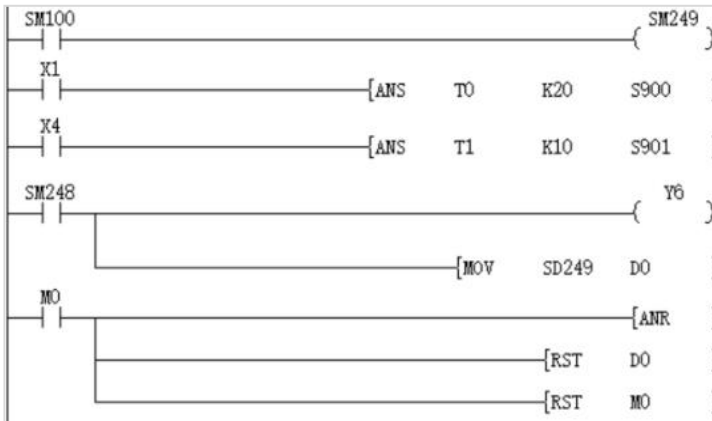 SM100 SM249
X1
ANS T0 K20 S900
X4
ANS T1 K10 S901
SM248 Y6
MOV SD249 D0
M0
ANR
RST D0
RST M0